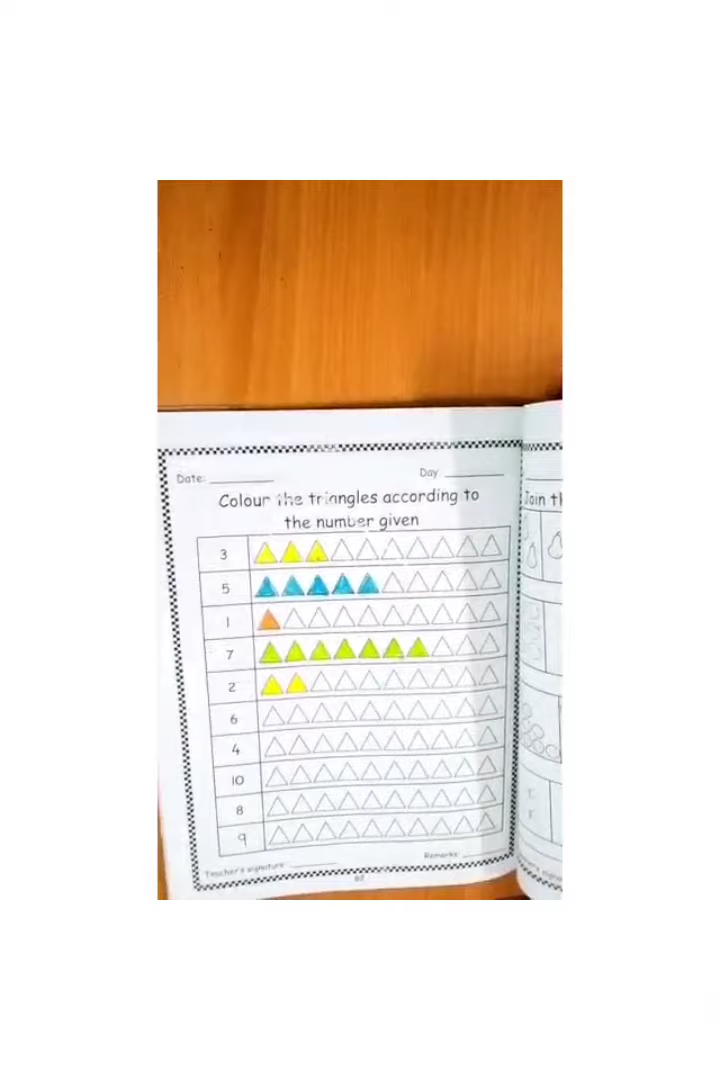 Date:
Day
Colour the triangles according to
the number given
3
5
1
7
2
6
4
10
8
9
Teacher's signature:
Remarks:
Join